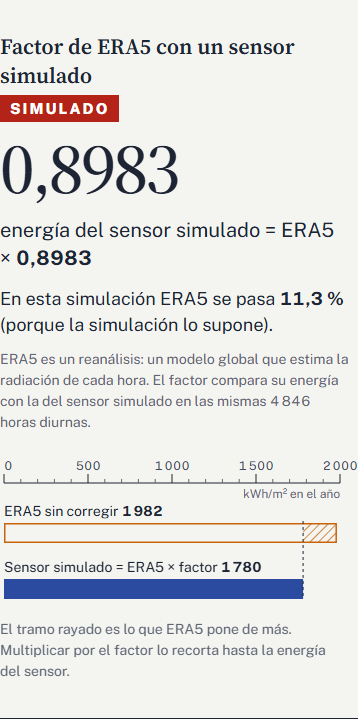 Factor de ERA5 con un sensor
simulado
SIMULADO
0,8983
energía del sensor simulado = ERA5
× 0,8983
En esta simulación ERA5 se pasa 11,3 %
(porque la simulación lo supone).
ERA5 es un reanálisis: un modelo global que estima la
radiación de cada hora. El factor compara su energía
con la del sensor simulado en las mismas 4 846
horas diurnas.
0 500 1000 1500 2000
kWh/m² en el año
ERA5 sin corregir 1 982
Sensor simulado = ERA5 × factor 1 780
El tramo rayado es lo que ERA5 pone de más.
Multiplicar por el factor lo recorta hasta la energía
del sensor.